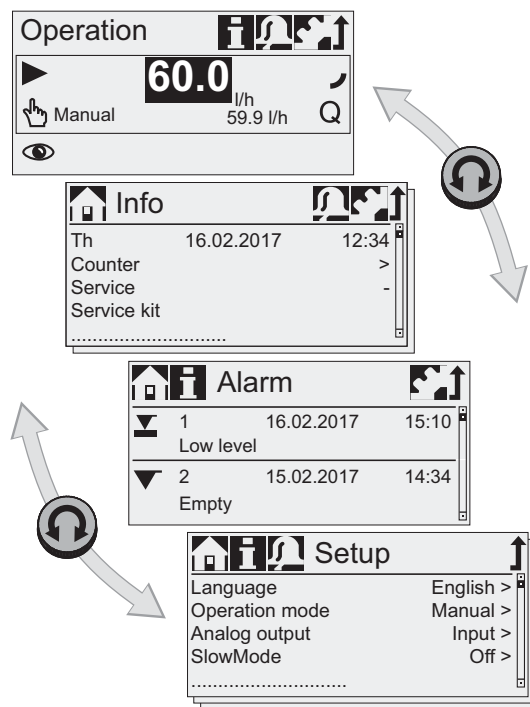 Operation
60.0
l/h
Manual 59.9 l/h Q
Info
Th 16.02.2017 12:34
Counter >
Service -
Service kit
............................
Alarm
1 16.02.2017 15:10
Low level
2 15.02.2017 14:34
Empty
Setup
Language English >
Operation mode Manual >
Analog output Input >
SlowMode Off >
............................